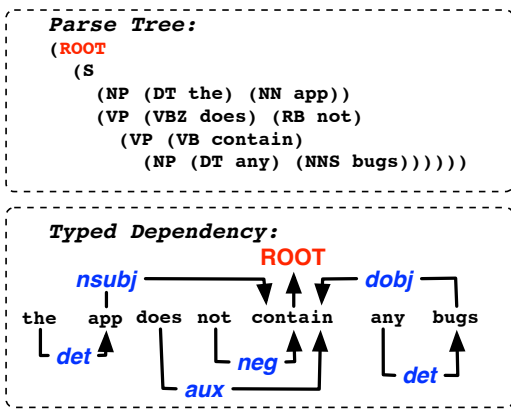 Parse Tree:
(ROOT
(S
(NP (DT the) (NN app))
(VP (VBZ does) (RB not)
(VP (VB contain)
(NP (DT any) (NNS bugs))))))
Typed Dependency:
ROOT
nsubj dobj
the app does not contain any bugs
det neg det
aux